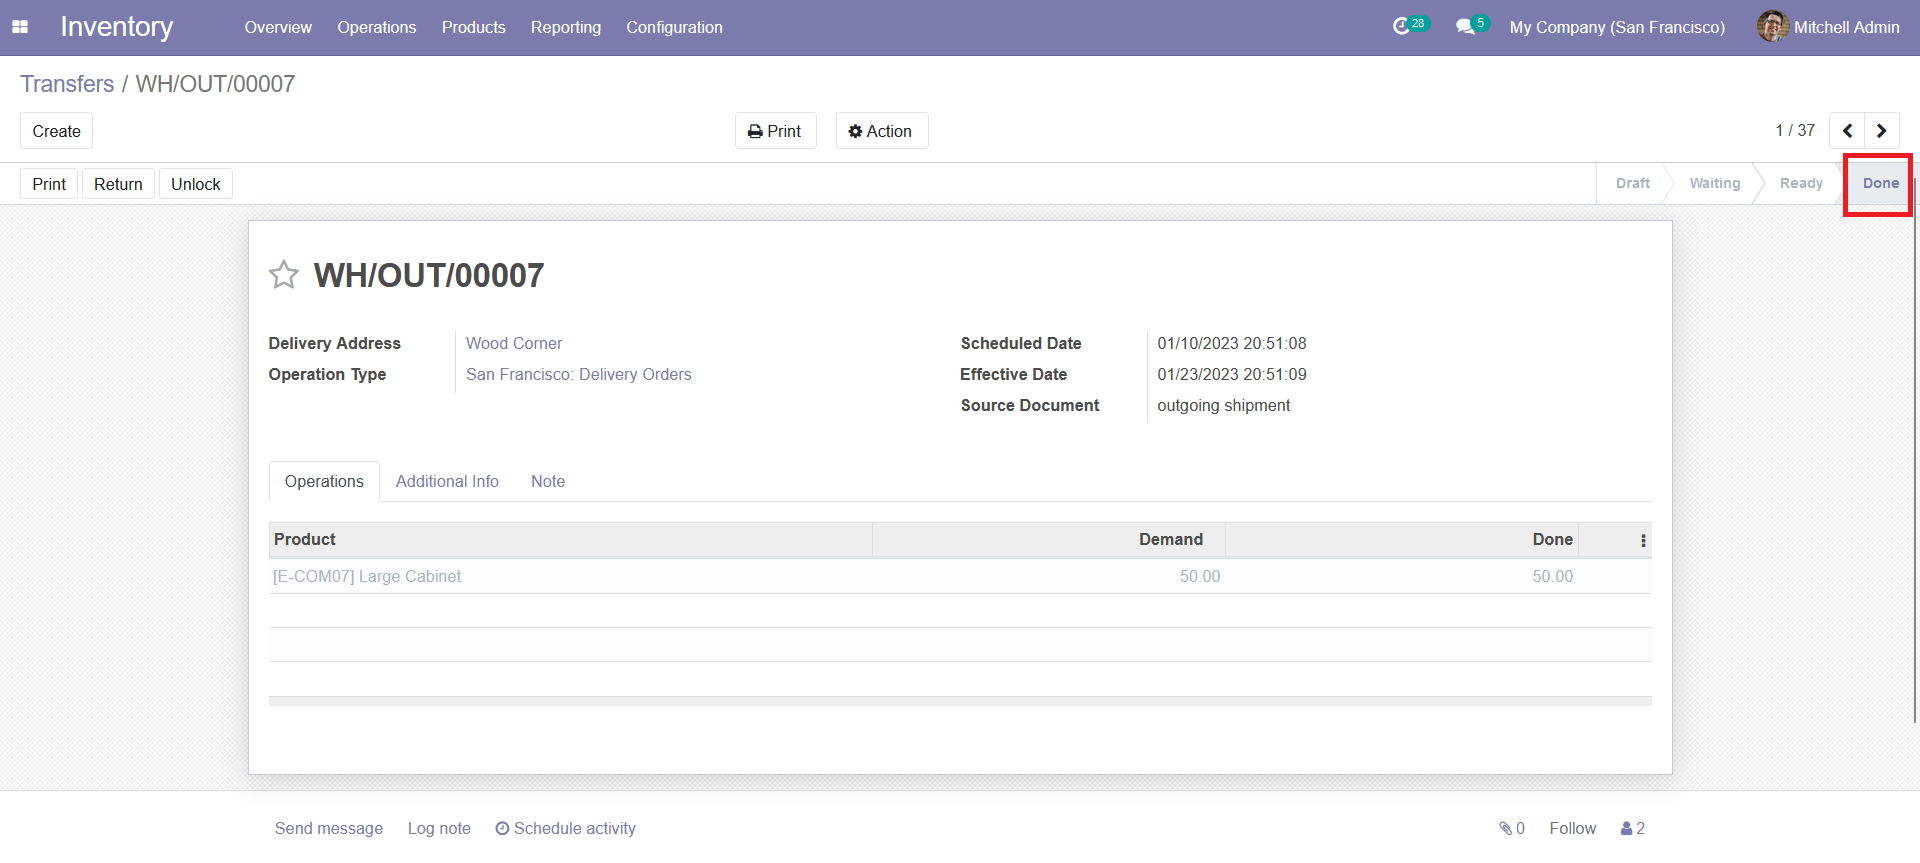 Inventory Overview Operations Products Reporting Configuration 28 5 My Company (San Francisco) Mitchell Admin
Transfers / WH/OUT/00007
Create Print Action 1 / 37
Print Return Unlock Draft Waiting Ready Done
WH/OUT/00007
Delivery Address Wood Corner Scheduled Date 01/10/2023 20:51:08
Operation Type San Francisco: Delivery Orders Effective Date 01/23/2023 20:51:09
Source Document outgoing shipment
Operations Additional Info Note
Product Demand Done
[E-COM07] Large Cabinet 50.00 50.00
Send message Log note Schedule activity 0 Follow 2